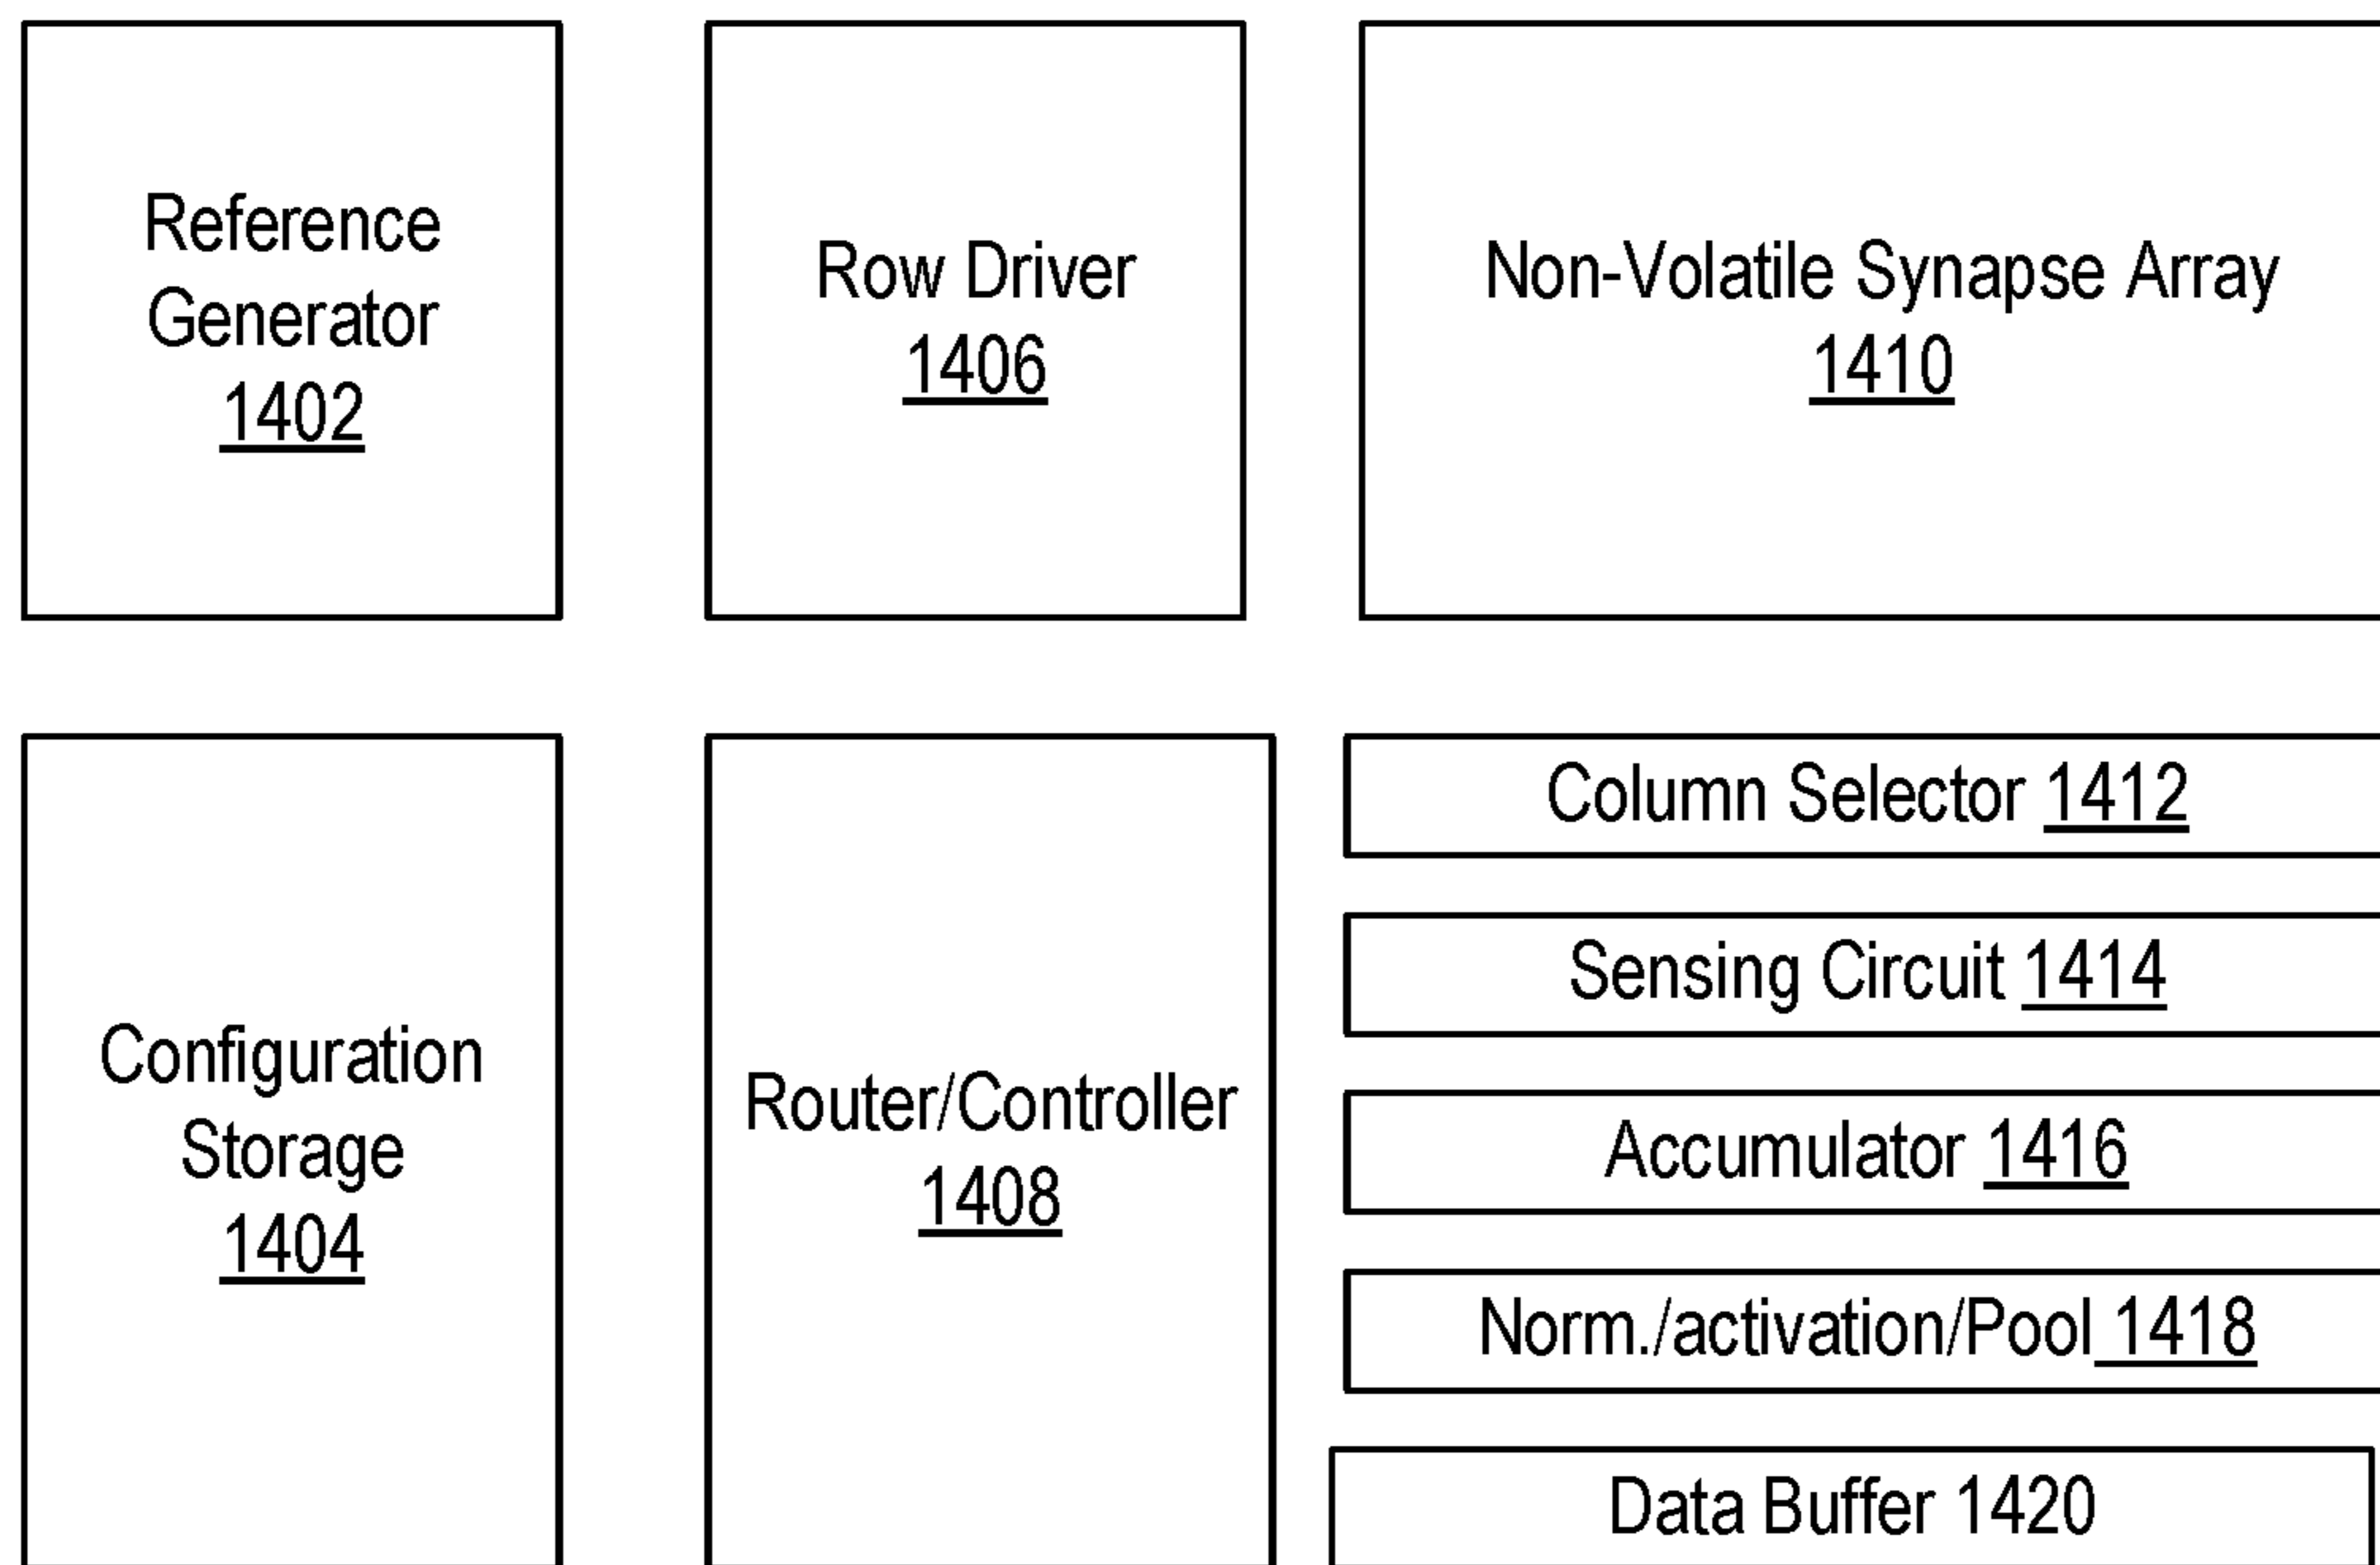 Reference
Generator
1402
Row Driver
1406
Non-Volatile Synapse Array
1410
Configuration
Storage
1404
Router/Controller
1408
Column Selector 1412
Sensing Circuit 1414
Accumulator 1416
Norm./activation/Pool 1418
Data Buffer 1420